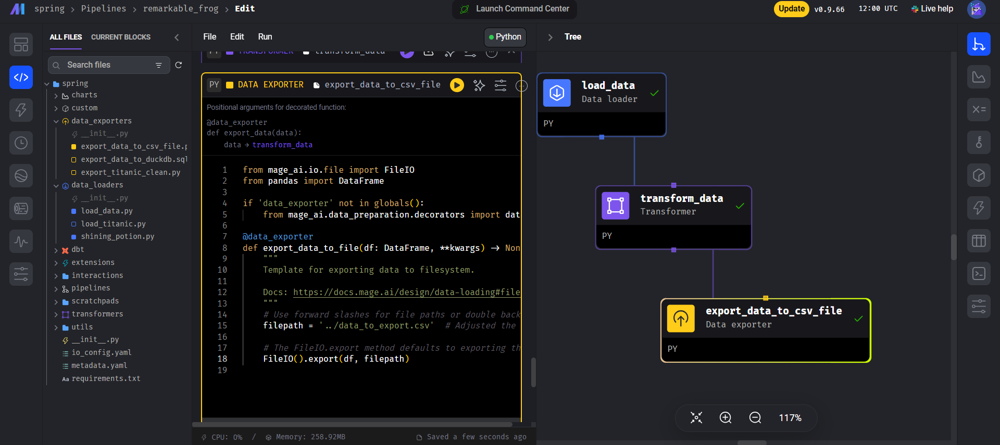 spring › Pipelines › remarkable_frog › Edit
Launch Command Center
Update v0.9.66 12:00 UTC Live help
ALL FILES CURRENT BLOCKS
Search files
spring
charts
custom
data_exporters
__init__.py
export_data_to_csv_file.p
export_data_to_duckdb.sql
export_titanic_clean.py
data_loaders
__init__.py
load_data.py
load_titanic.py
shining_potion.py
dbt
extensions
interactions
pipelines
scratchpads
transformers
utils
__init__.py
io_config.yaml
metadata.yaml
Aa requirements.txt
File Edit Run
Python
PY TRANSFORMER transform_data
PY DATA EXPORTER export_data_to_csv_file
Positional arguments for decorated function:
@data_exporter
def export_data(data):
data → transform_data
1 from mage_ai.io.file import FileIO
2 from pandas import DataFrame
3
4 if 'data_exporter' not in globals():
5 from mage_ai.data_preparation.decorators import dat
6
7 @data_exporter
8 def export_data_to_file(df: DataFrame, **kwargs) -> Non
9 """
10 Template for exporting data to filesystem.
11
12 Docs: https://docs.mage.ai/design/data-loading#file
13 """
14 # Use forward slashes for file paths or double back
15 filepath = '../data_to_export.csv' # Adjusted the
16
17 # The FileIO.export method defaults to exporting th
18 FileIO().export(df, filepath)
19
CPU: 0% / Memory: 258.92MB
Saved a few seconds ago
Tree
load_data
Data loader
PY
transform_data
Transformer
PY
export_data_to_csv_file
Data exporter
PY
117%